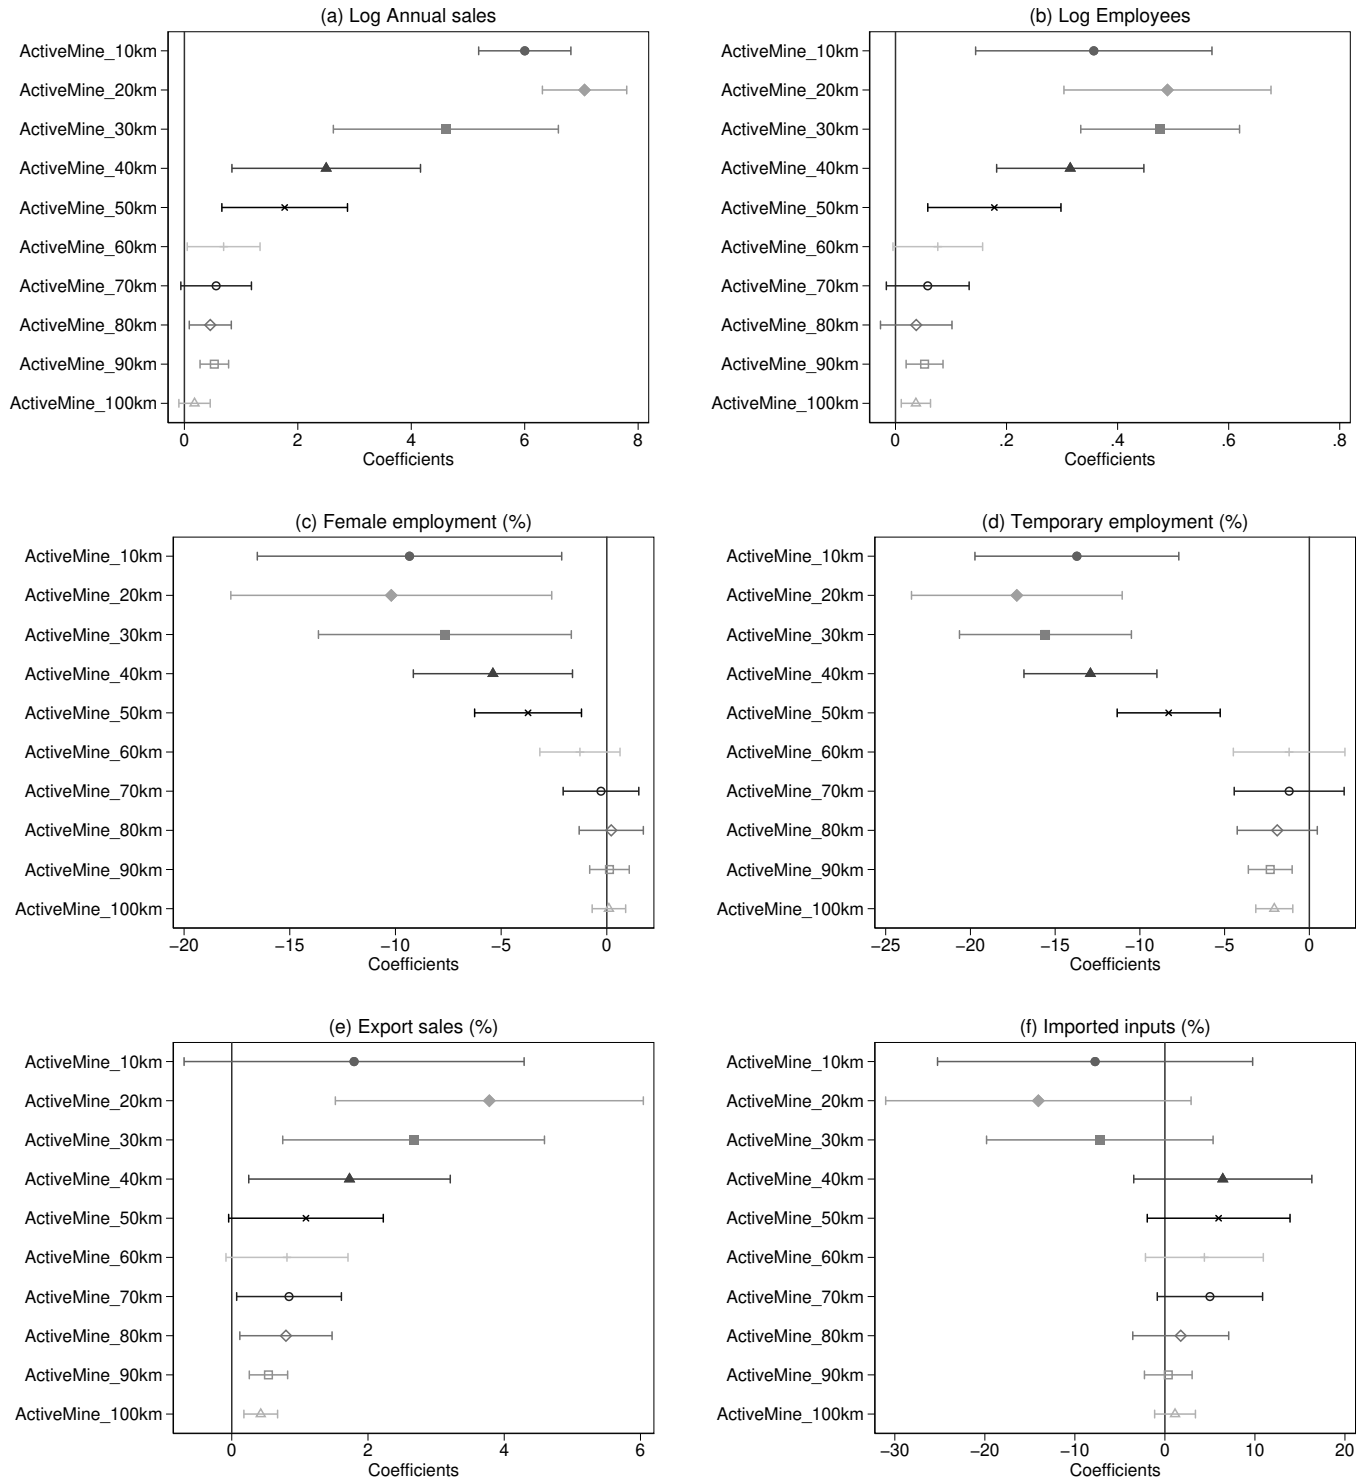 (a) Log Annual sales
ActiveMine_10km
ActiveMine_20km
ActiveMine_30km
ActiveMine_40km
ActiveMine_50km
ActiveMine_60km
ActiveMine_70km
ActiveMine_80km
ActiveMine_90km
ActiveMine_100km
0 2 4 6 8
Coefficients
(b) Log Employees
ActiveMine_10km
ActiveMine_20km
ActiveMine_30km
ActiveMine_40km
ActiveMine_50km
ActiveMine_60km
ActiveMine_70km
ActiveMine_80km
ActiveMine_90km
ActiveMine_100km
0 .2 .4 .6 .8
Coefficients
(c) Female employment (%)
ActiveMine_10km
ActiveMine_20km
ActiveMine_30km
ActiveMine_40km
ActiveMine_50km
ActiveMine_60km
ActiveMine_70km
ActiveMine_80km
ActiveMine_90km
ActiveMine_100km
−20 −15 −10 −5 0
Coefficients
(d) Temporary employment (%)
ActiveMine_10km
ActiveMine_20km
ActiveMine_30km
ActiveMine_40km
ActiveMine_50km
ActiveMine_60km
ActiveMine_70km
ActiveMine_80km
ActiveMine_90km
ActiveMine_100km
−25 −20 −15 −10 −5 0
Coefficients
(e) Export sales (%)
ActiveMine_10km
ActiveMine_20km
ActiveMine_30km
ActiveMine_40km
ActiveMine_50km
ActiveMine_60km
ActiveMine_70km
ActiveMine_80km
ActiveMine_90km
ActiveMine_100km
0 2 4 6
Coefficients
(f) Imported inputs (%)
ActiveMine_10km
ActiveMine_20km
ActiveMine_30km
ActiveMine_40km
ActiveMine_50km
ActiveMine_60km
ActiveMine_70km
ActiveMine_80km
ActiveMine_90km
ActiveMine_100km
−30 −20 −10 0 10 20
Coefficients